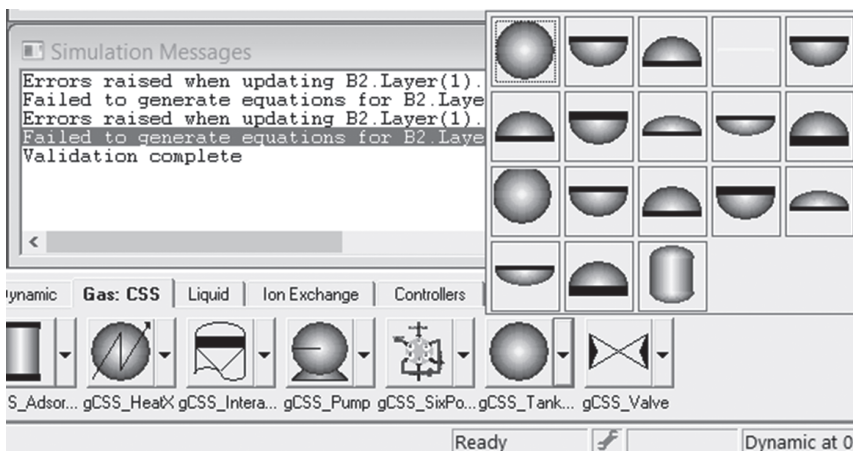 Simulation Messages
Errors raised when updating B2.Layer(1).
Failed to generate equations for B2.Laye
Errors raised when updating B2.Layer(1).
Failed to generate equations for B2.Laye
Validation complete
ynamic Gas: CSS Liquid Ion Exchange Controllers
S_Adsor... gCSS_HeatX gCSS_Intera... gCSS_Pump gCSS_SixPo... gCSS_Tank... gCSS_Valve
Ready Dynamic at 0